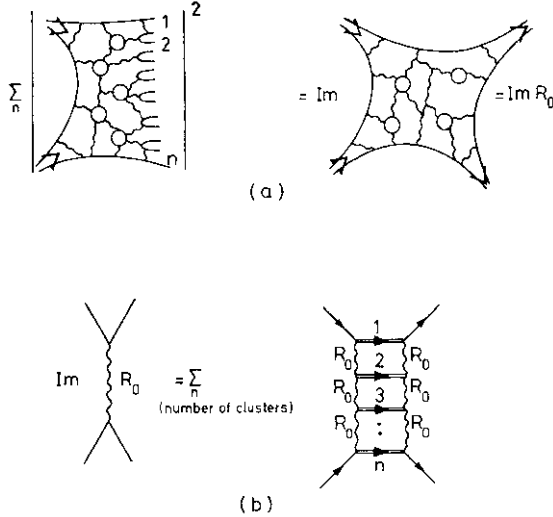 2
1
2
Σ
n
= Im
= Im R₀
n
(a)
1
Im
R₀
= Σ
n
(number of clusters)
R₀
2
R₀
R₀
3
R₀
R₀
:
R₀
n
(b)